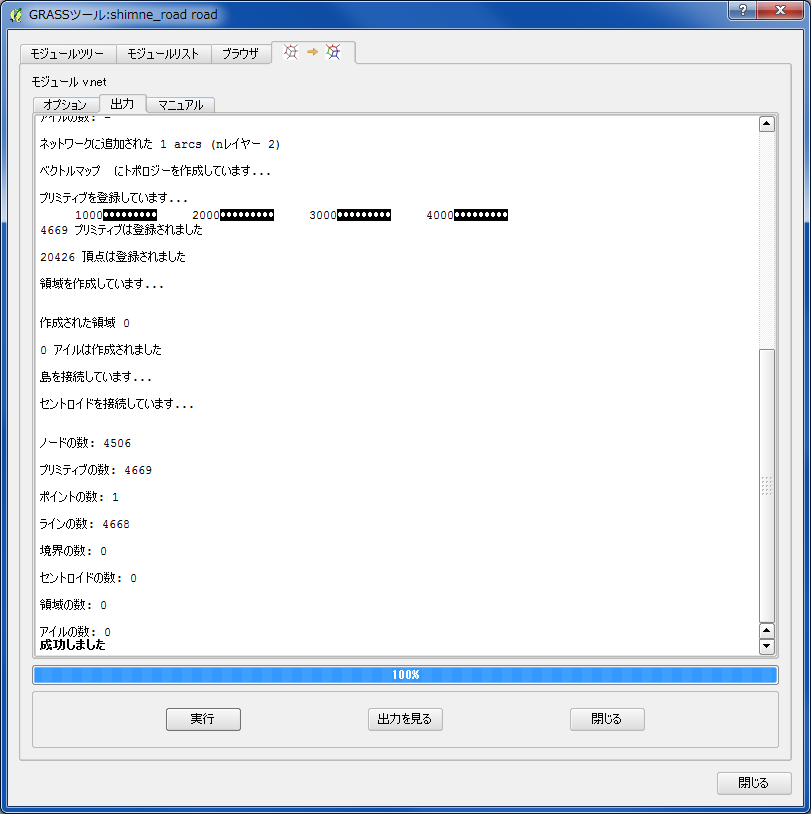 GRASSツール:shimne_road road
モジュールツリー モジュールリスト ブラウザ
モジュール v.net
オプション 出力 マニュアル
アイルの数: -
ネットワークに追加された 1 arcs (nレイヤー 2)
ベクトルマップ にトポロジーを作成しています...
プリミティブを登録しています...
1000 2000 3000 4000
4669 プリミティブは登録されました
20426 頂点は登録されました
領域を作成しています...
作成された領域 0
0 アイルは作成されました
島を接続しています...
セントロイドを接続しています...
ノードの数: 4506
プリミティブの数: 4669
ポイントの数: 1
ラインの数: 4668
境界の数: 0
セントロイドの数: 0
領域の数: 0
アイルの数: 0
成功しました
100%
実行 出力を見る 閉じる
閉じる